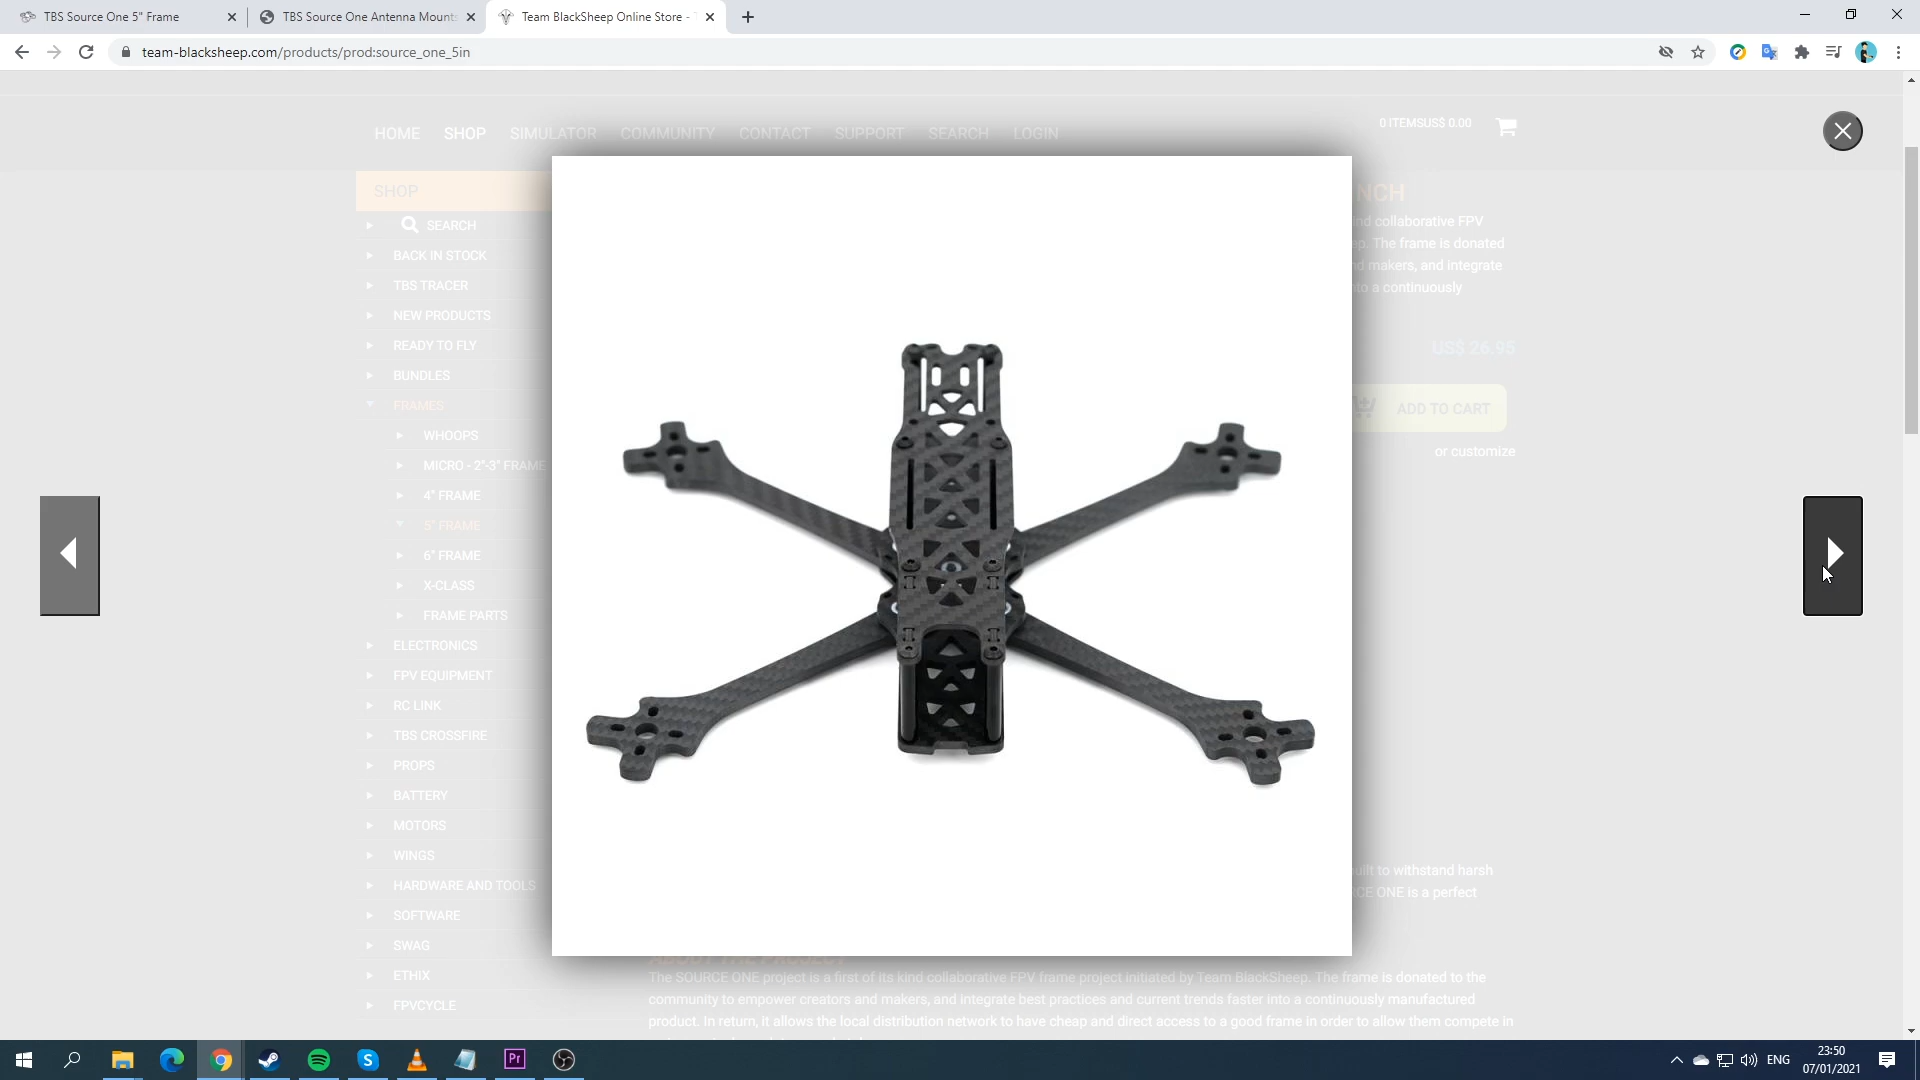 TBS Source One 5" Frame
TBS Source One Antenna Mounts
Team BlackSheep Online Store -
team-blacksheep.com/products/prod:source_one_5in
HOME SHOP SIMULATOR COMMUNITY CONTACT SUPPORT SEARCH LOGIN
0 ITEMSUS$ 0.00
SHOP
SEARCH
BACK IN STOCK
TBS TRACER
NEW PRODUCTS
READY TO FLY
BUNDLES
FRAMES
WHOOPS
MICRO - 2"-3" FRAME
4" FRAME
5" FRAME
6" FRAME
X-CLASS
FRAME PARTS
ELECTRONICS
FPV EQUIPMENT
RC LINK
TBS CROSSFIRE
PROPS
BATTERY
MOTORS
WINGS
HARDWARE AND TOOLS
SOFTWARE
SWAG
ETHIX
FPVCYCLE
NCH
ind collaborative FPV
ep. The frame is donated
nd makers, and integrate
to a continuously
US$ 26.95
ADD TO CART
or customize
uilt to withstand harsh
RCE ONE is a perfect
ABOUT THE PROJECT
The SOURCE ONE project is a first of its kind collaborative FPV frame project initiated by Team BlackSheep. The frame is donated to the
community to empower creators and makers, and integrate best practices and current trends faster into a continuously manufactured
product. In return, it allows the local distribution network to have cheap and direct access to a good frame in order to allow them compete in
Pr
ENG
23:50
07/01/2021